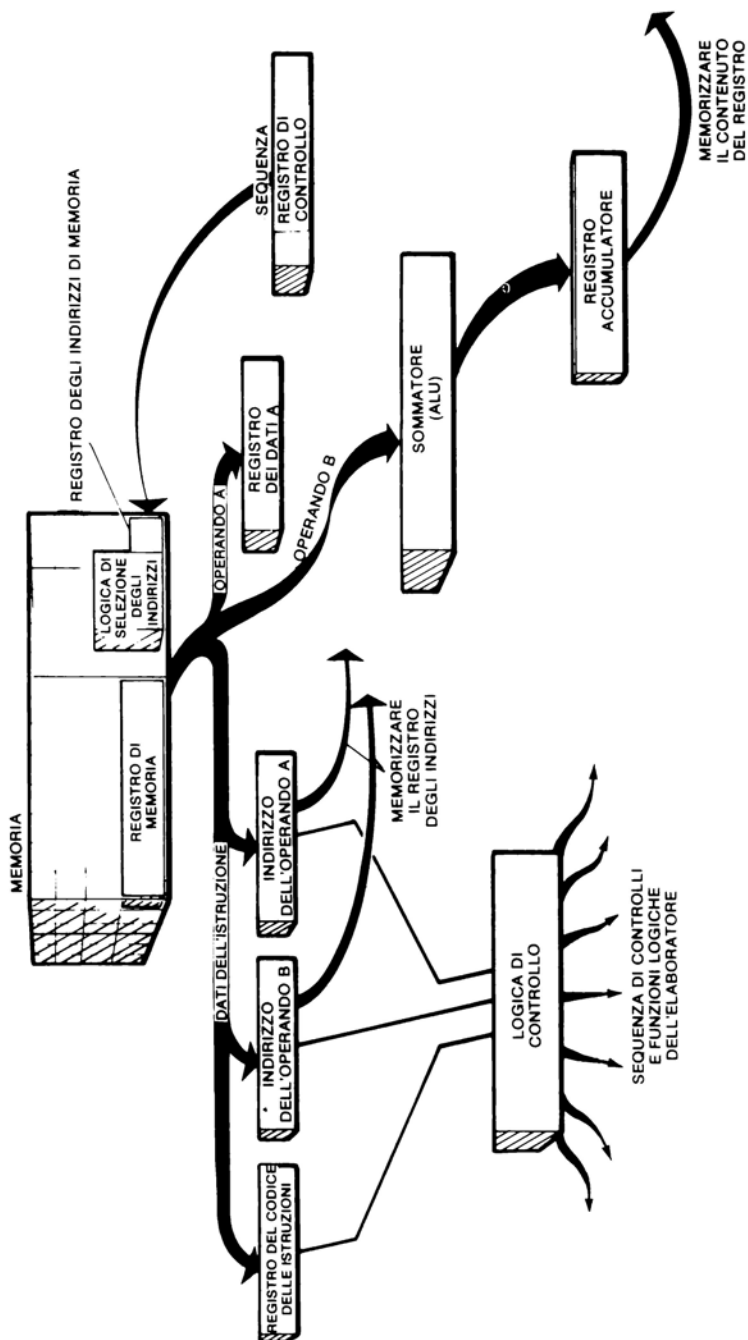 MEMORIA
REGISTRO DI
MEMORIA
LOGICA DI
SELEZIONE
DEGLI
INDIRIZZI
REGISTRO DEGLI INDIRIZZI DI MEMORIA
SEQUENZA
REGISTRO DI
CONTROLLO
DATI DELL'ISTRUZIONE
OPERANDO A
OPERANDO B
REGISTRO DEL CODICE
DELLE ISTRUZIONI
* INDIRIZZO
DELL'OPERANDO B
INDIRIZZO
DELL'OPERANDO A
REGISTRO
DEI DATI A
MEMORIZZARE
IL REGISTRO
DEGLI INDIRIZZI
SOMMATORE
(ALU)
LOGICA DI
CONTROLLO
REGISTRO
ACCUMULATORE
SEQUENZA DI CONTROLLI
E FUNZIONI LOGICHE
DELL'ELABORATORE
MEMORIZZARE
IL CONTENUTO
DEL REGISTRO